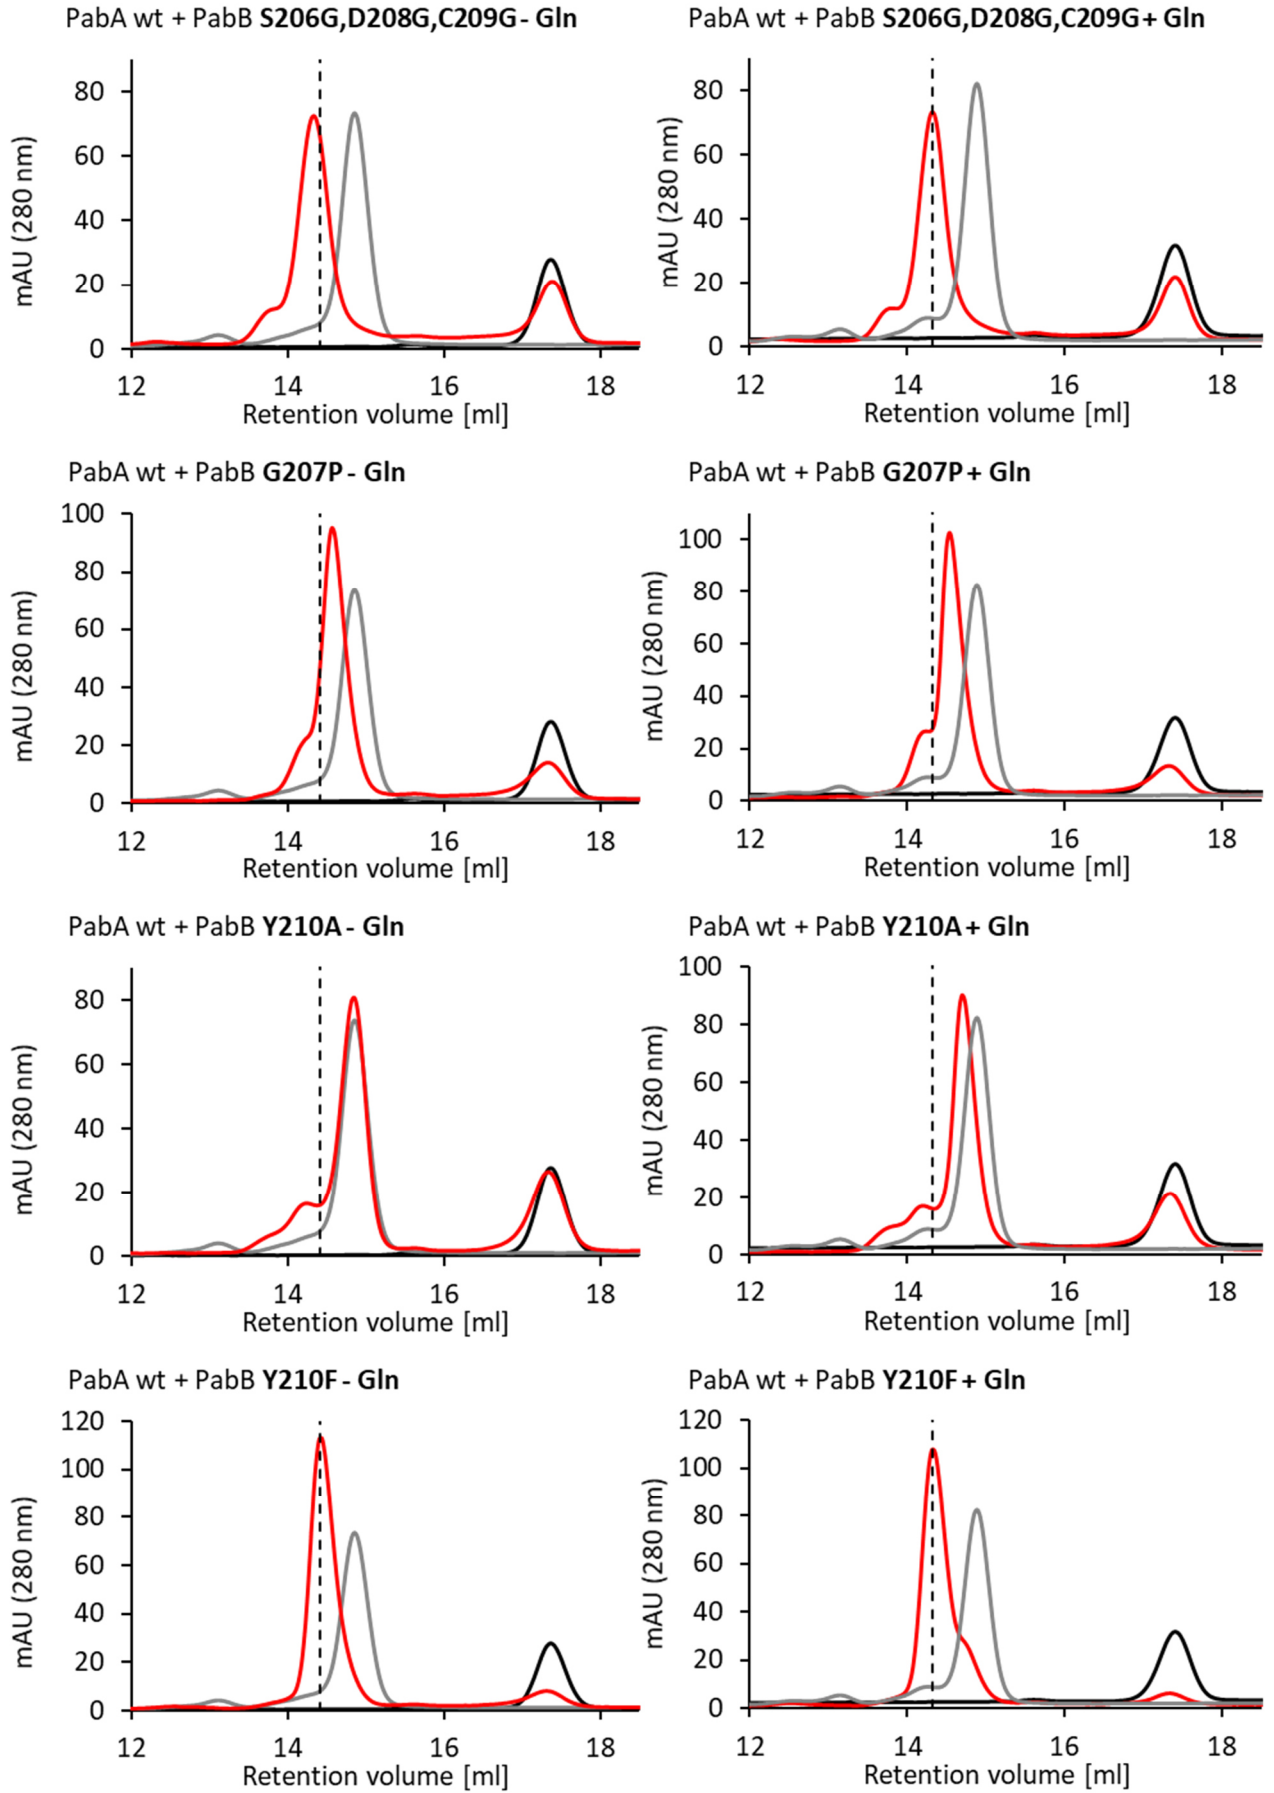 PabA wt + PabB S206G,D208G,C209G - Gln
mAU (280 nm)
80
60
40
20
0
12 14 16 18
Retention volume [ml]
PabA wt + PabB S206G,D208G,C209G + Gln
mAU (280 nm)
80
60
40
20
0
12 14 16 18
Retention volume [ml]
PabA wt + PabB G207P - Gln
mAU (280 nm)
100
80
60
40
20
0
12 14 16 18
Retention volume [ml]
PabA wt + PabB G207P + Gln
mAU (280 nm)
100
80
60
40
20
0
12 14 16 18
Retention volume [ml]
PabA wt + PabB Y210A - Gln
mAU (280 nm)
80
60
40
20
0
12 14 16 18
Retention volume [ml]
PabA wt + PabB Y210A + Gln
mAU (280 nm)
100
80
60
40
20
0
12 14 16 18
Retention volume [ml]
PabA wt + PabB Y210F - Gln
mAU (280 nm)
120
100
80
60
40
20
0
12 14 16 18
Retention volume [ml]
PabA wt + PabB Y210F + Gln
mAU (280 nm)
120
100
80
60
40
20
0
12 14 16 18
Retention volume [ml]